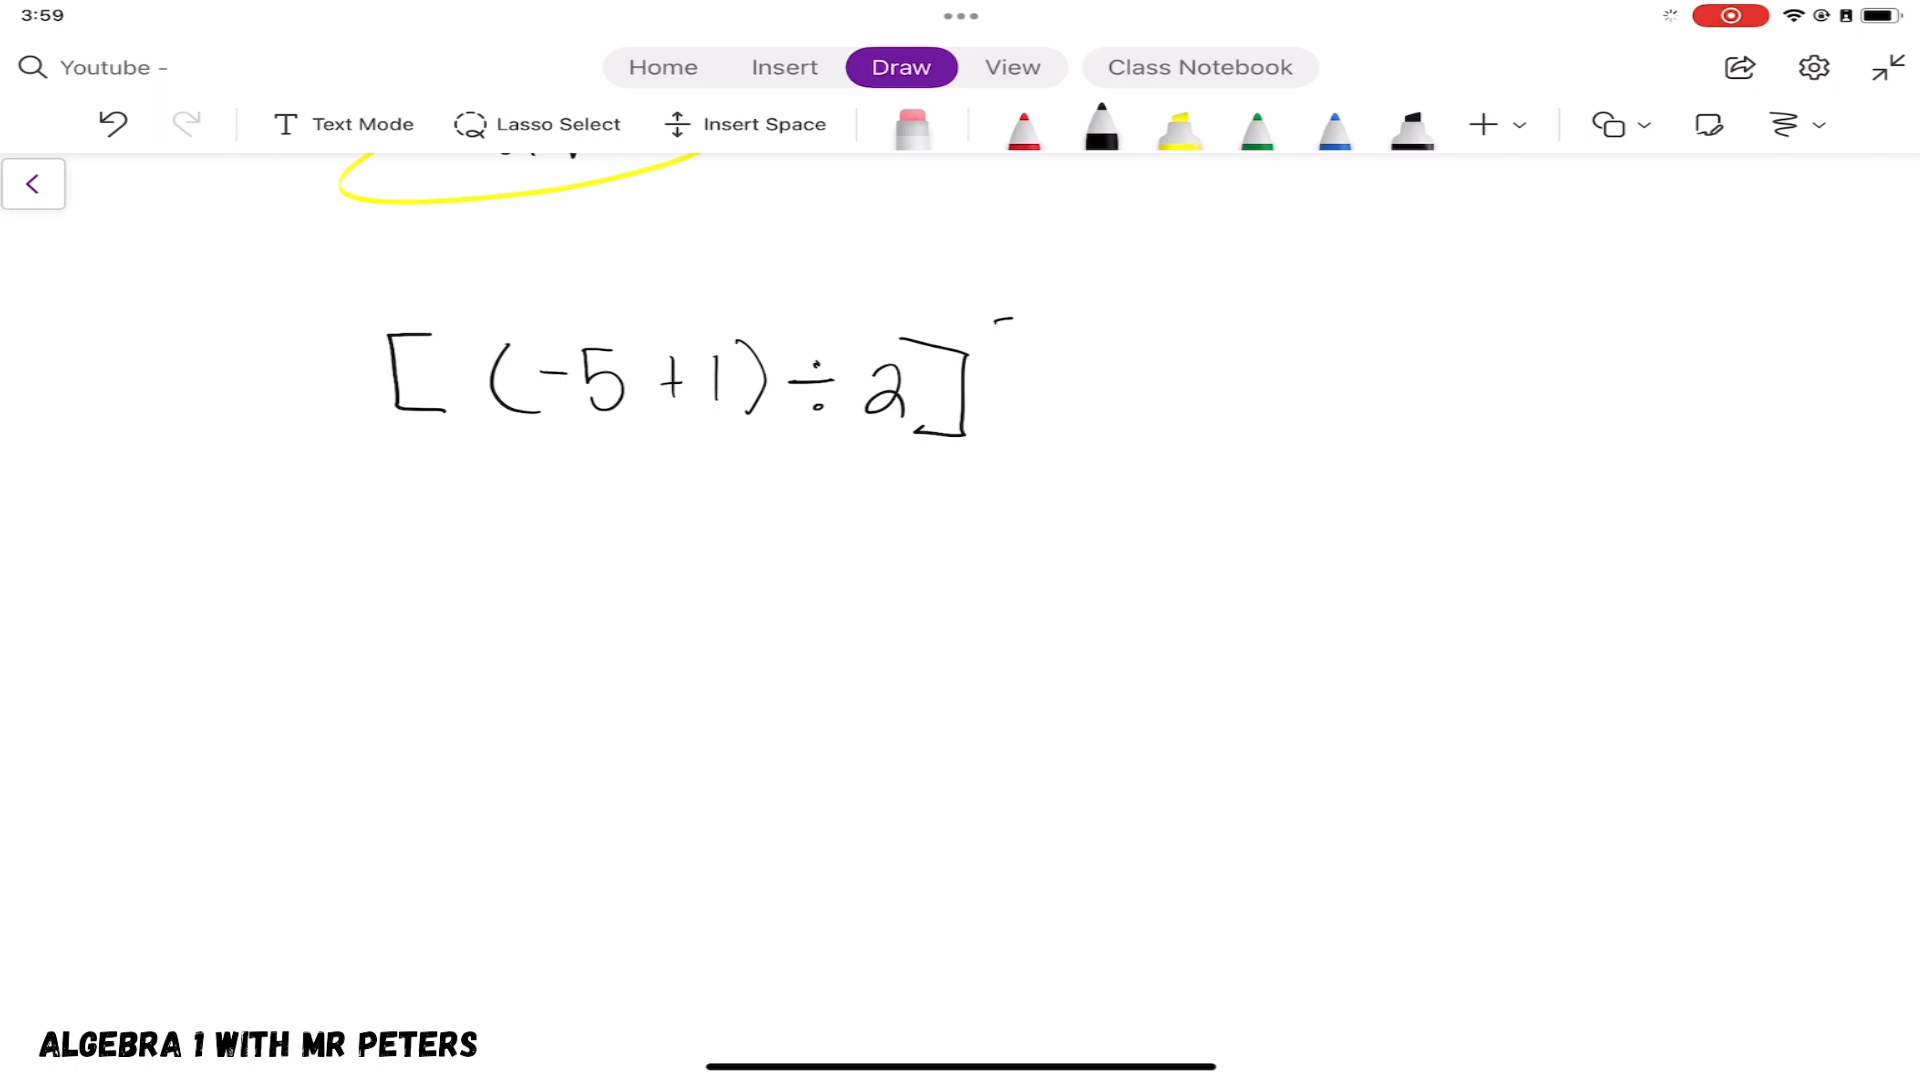 3:59
Youtube -
Home Insert Draw View Class Notebook
Text Mode Lasso Select Insert Space
[ (-5 + 1) ÷ 2]
ALGEBRA 1 WITH MR PETERS